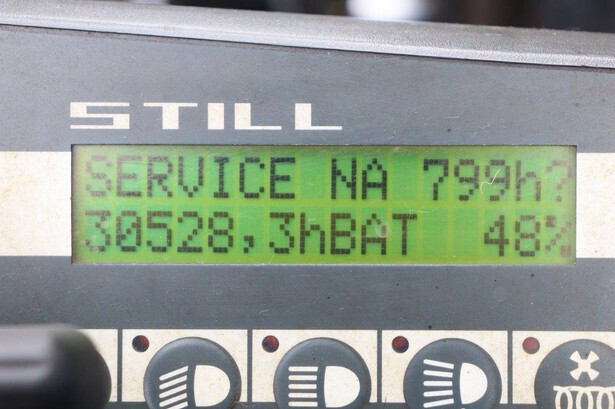 STILL
SERVICE NA 799h?
30528,3hBAT 48%